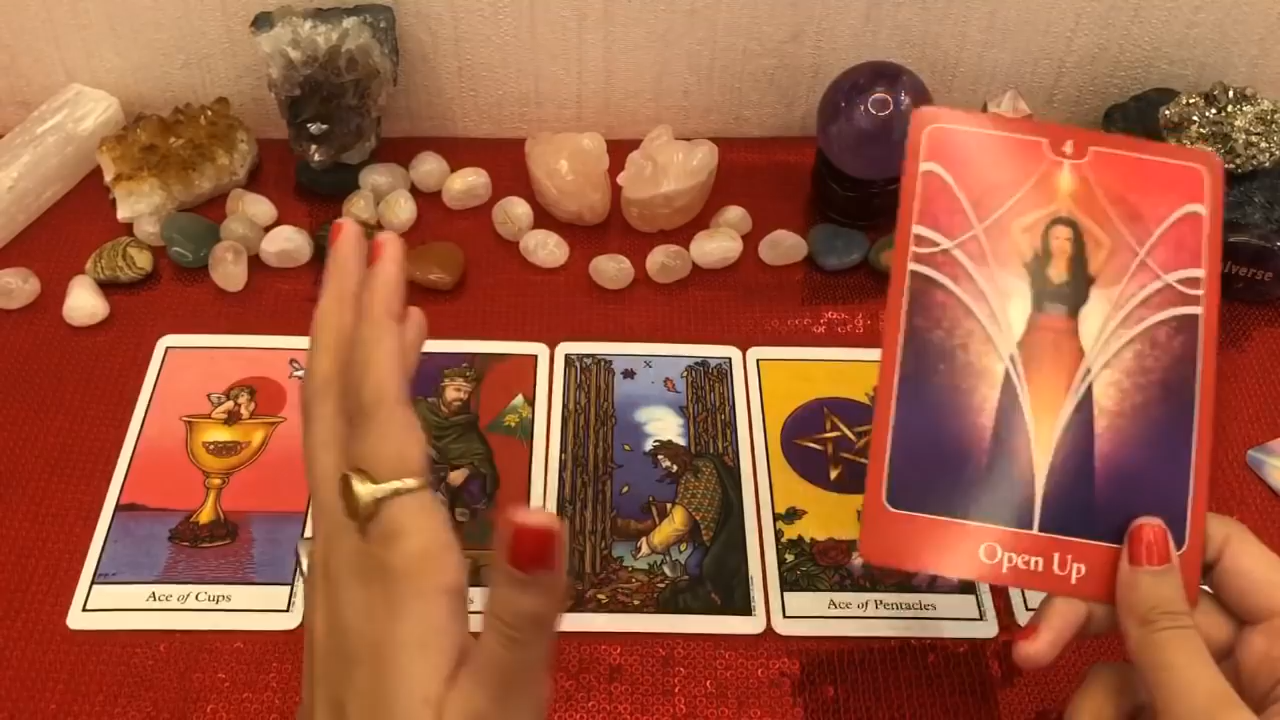 4
Open Up
iverse
X
Ace of Cups
s
Ace of Pentacles